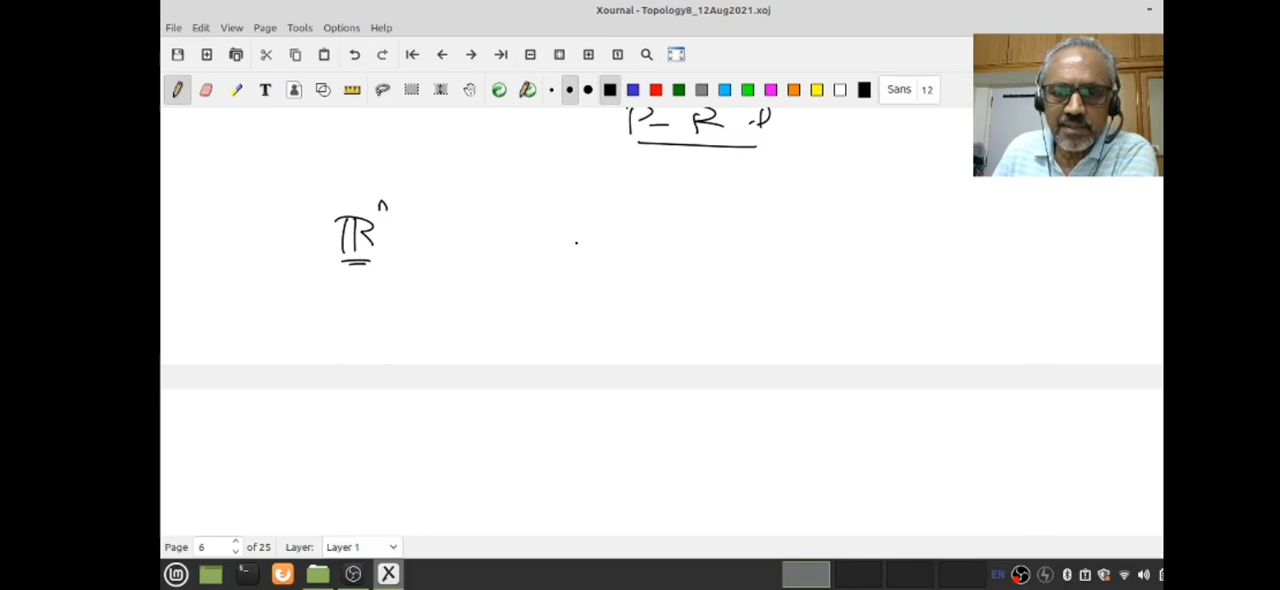 Xournal - Topology8_12Aug2021.xoj
File Edit View Page Tools Options Help
Sans 12
ℝⁿ
Page 6 of 25 Layer: Layer 1
EN